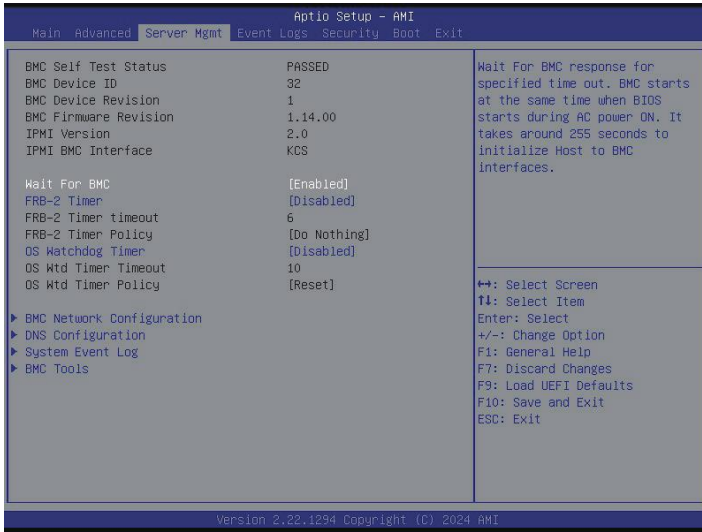 Aptio Setup - AMI
Main Advanced Server Mgmt Event Logs Security Boot Exit
BMC Self Test Status PASSED
BMC Device ID 32
BMC Device Revision 1
BMC Firmware Revision 1.14.00
IPMI Version 2.0
IPMI BMC Interface KCS
Wait For BMC [Enabled]
FRB-2 Timer [Disabled]
FRB-2 Timer timeout 6
FRB-2 Timer Policy [Do Nothing]
OS Watchdog Timer [Disabled]
OS Wtd Timer Timeout 10
OS Wtd Timer Policy [Reset]
BMC Network Configuration
DNS Configuration
System Event Log
BMC Tools
Wait For BMC response for
specified time out. BMC starts
at the same time when BIOS
starts during AC power ON. It
takes around 255 seconds to
initialize Host to BMC
interfaces.
↔: Select Screen
↑↓: Select Item
Enter: Select
+/-: Change Option
F1: General Help
F7: Discard Changes
F9: Load UEFI Defaults
F10: Save and Exit
ESC: Exit
Version 2.22.1294 Copyright (C) 2024 AMI